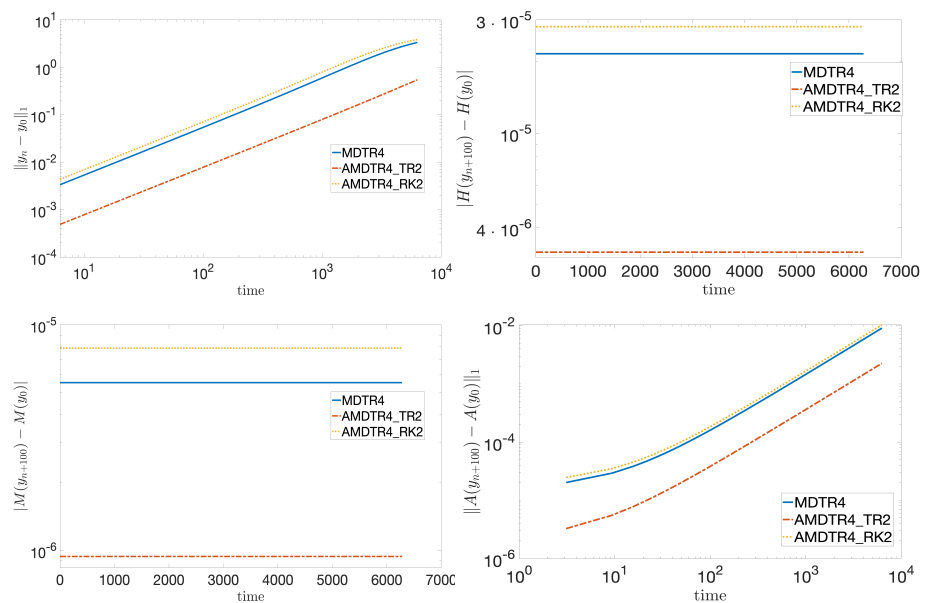 10^1
10^0
10^-1
10^-2
10^-3
10^-4
‖y_n − y_0‖_1
MDTR4
AMDTR4_TR2
AMDTR4_RK2
10^1
10^2
10^3
10^4
time
3 · 10^-5
10^-5
4 · 10^-6
|H(y_{n+100}) − H(y_0)|
MDTR4
AMDTR4_TR2
AMDTR4_RK2
0 1000 2000 3000 4000 5000 6000 7000
time
10^-5
10^-6
|M(y_{n+100}) − M(y_0)|
MDTR4
AMDTR4_TR2
AMDTR4_RK2
0 1000 2000 3000 4000 5000 6000 7000
time
10^-2
10^-4
10^-6
‖A(y_{n+100}) − A(y_0)‖_1
MDTR4
AMDTR4_TR2
AMDTR4_RK2
10^0 10^1 10^2 10^3 10^4
time